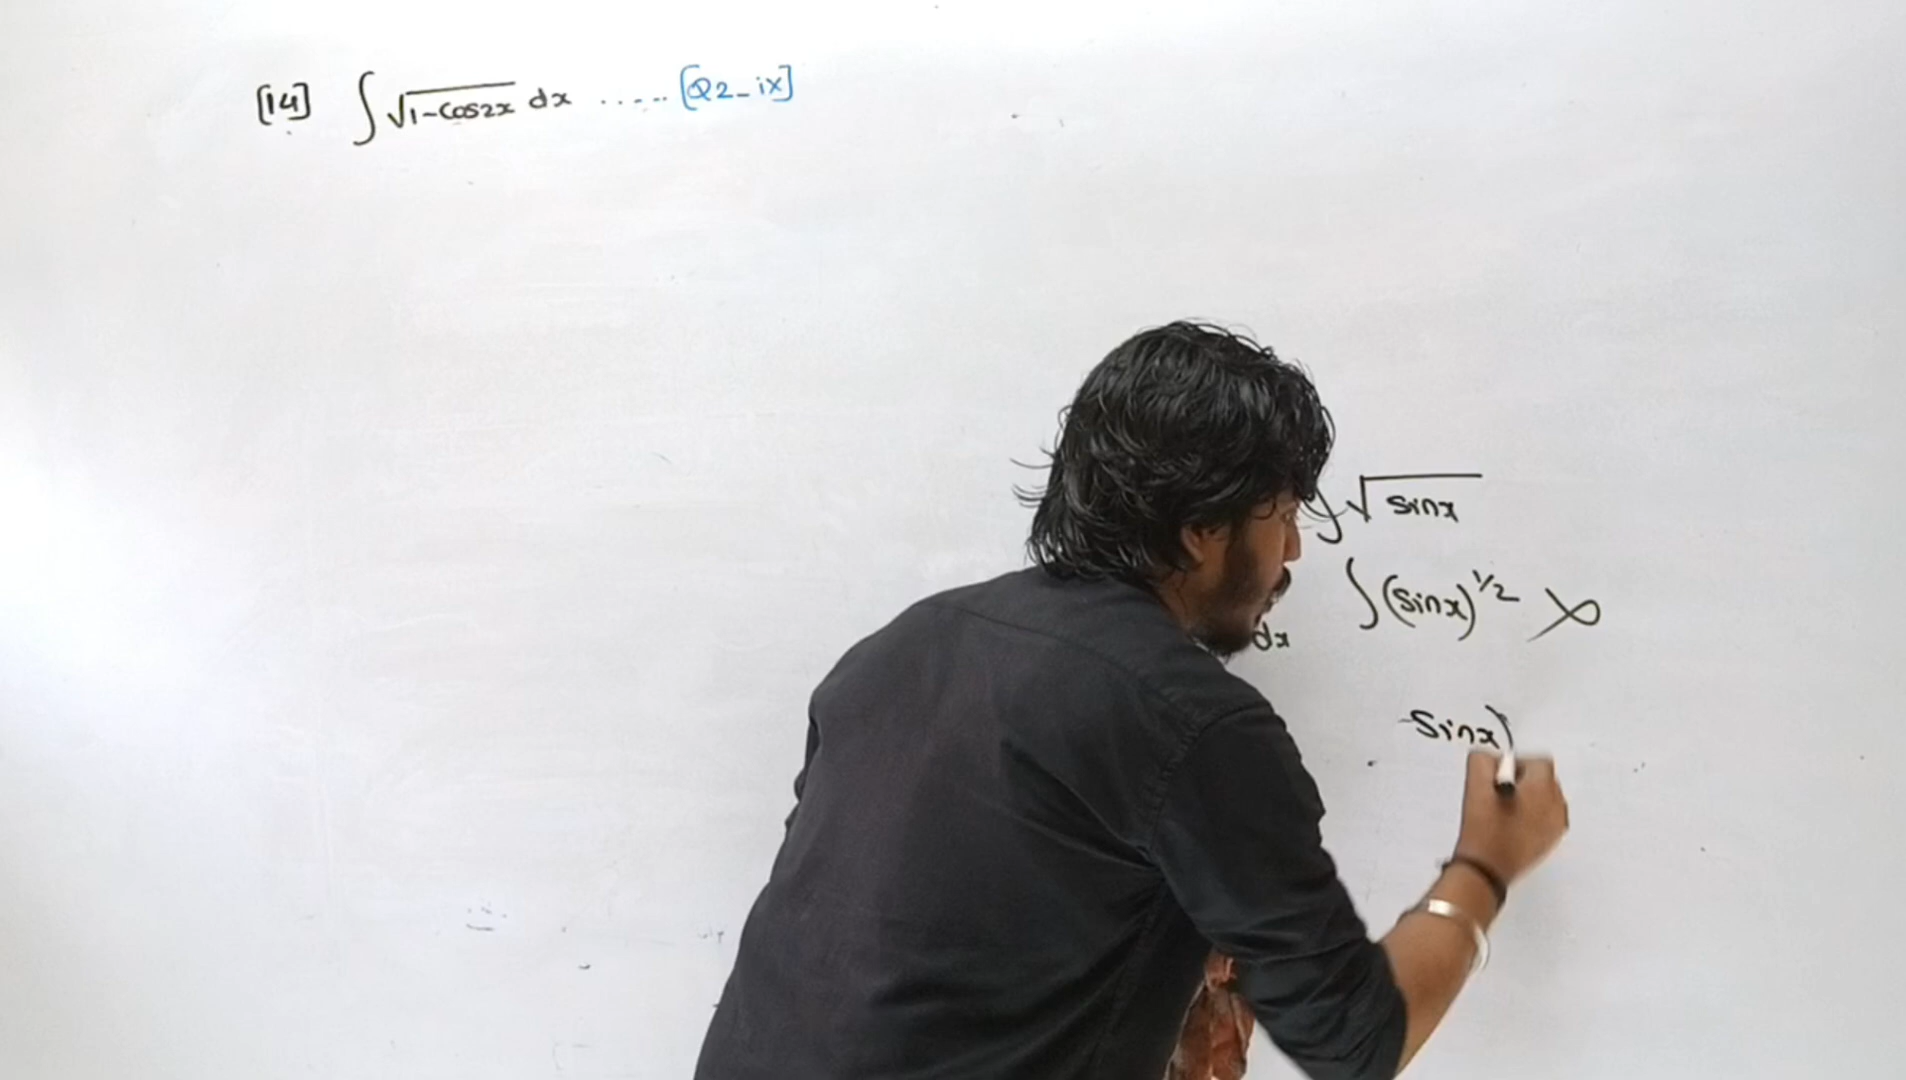 [14] ∫√1-cos2x dx ..... [Q2-ix]
∫√sinx
∫(sinx)^1/2
dx
sinx)